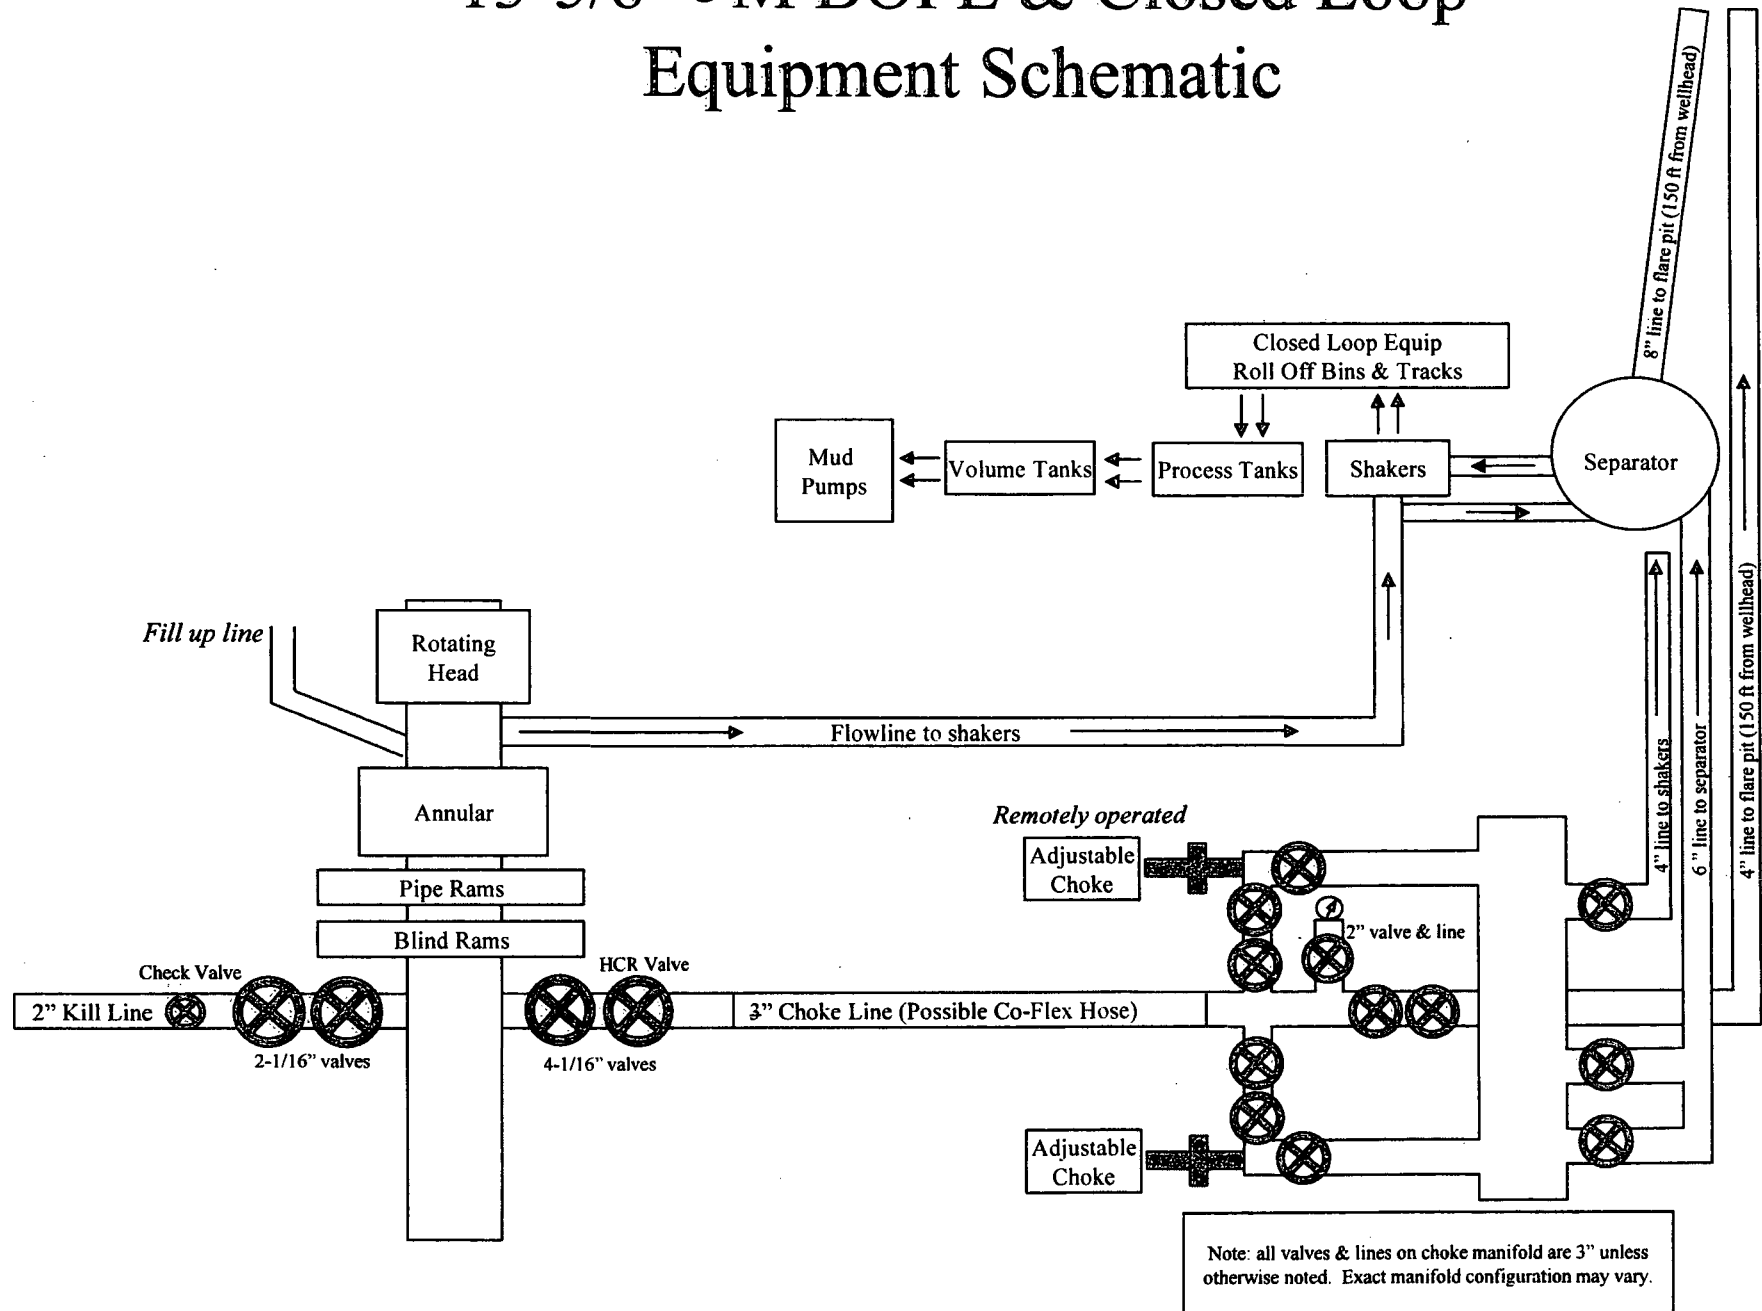 BOPE & Closed Loop
Equipment Schematic
8” line to flare pit (150 ft from wellhead)
Closed Loop Equip
Roll Off Bins & Tracks
Mud
Pumps
Volume Tanks
Process Tanks
Shakers
Separator
Fill up line
Rotating
Head
Flowline to shakers
Annular
Pipe Rams
Blind Rams
Remotely operated
Adjustable
Choke
4” line to shakers
6 ” line to separator
4” line to flare pit (150 ft from wellhead)
2” valve & line
Check Valve
HCR Valve
2” Kill Line
3” Choke Line (Possible Co-Flex Hose)
2-1/16” valves
4-1/16” valves
Adjustable
Choke
Note: all valves & lines on choke manifold are 3” unless
otherwise noted. Exact manifold configuration may vary.